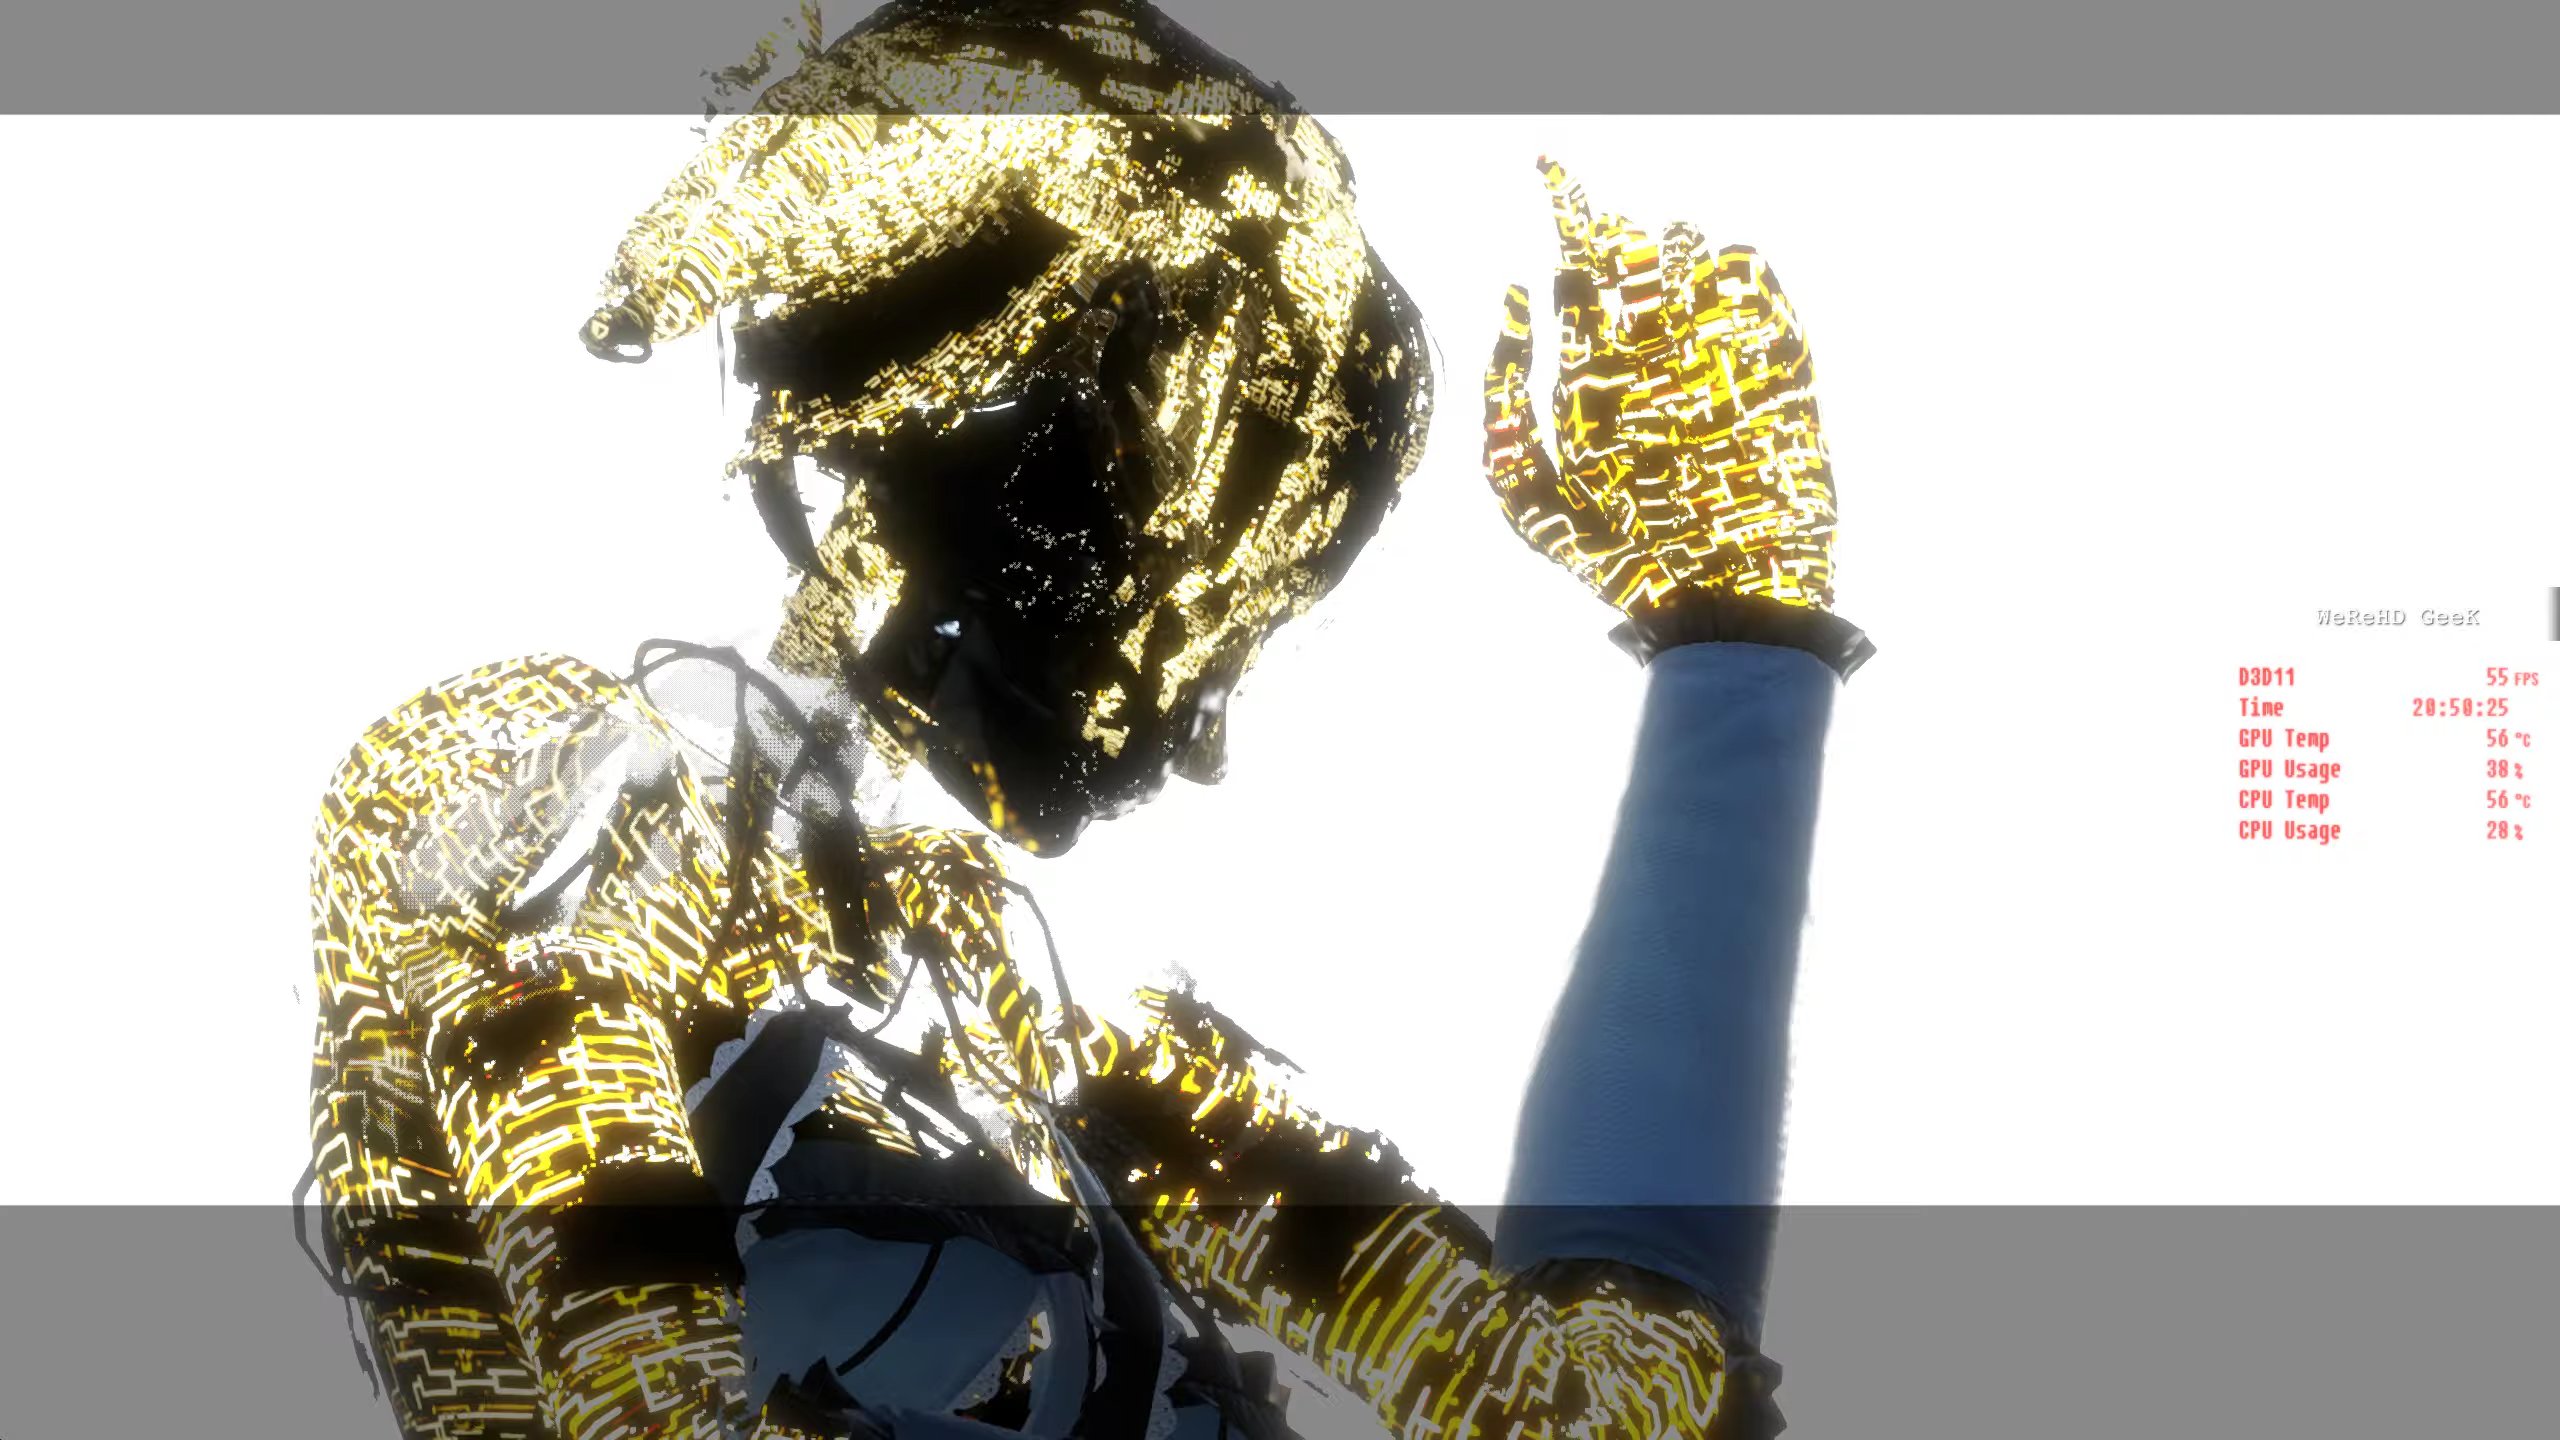 WeReHD GeeK
D3D11 55 FPS
Time 20:50:25
GPU Temp 56 °C
GPU Usage 38 %
CPU Temp 56 °C
CPU Usage 28 %